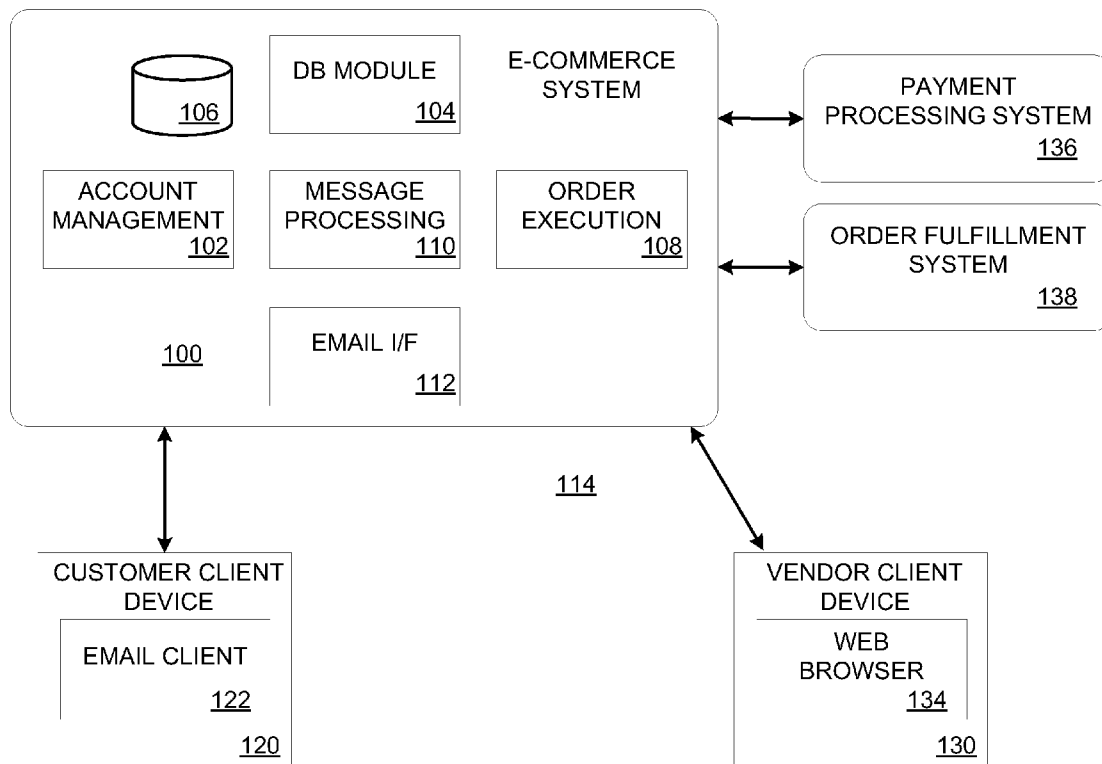 DB MODULE
104
E-COMMERCE
SYSTEM
106
ACCOUNT
MANAGEMENT
102
MESSAGE
PROCESSING
110
ORDER
EXECUTION
108
EMAIL I/F
112
100
PAYMENT
PROCESSING SYSTEM
136
ORDER FULFILLMENT
SYSTEM
138
114
CUSTOMER CLIENT
DEVICE
EMAIL CLIENT
122
120
VENDOR CLIENT
DEVICE
WEB
BROWSER
134
130